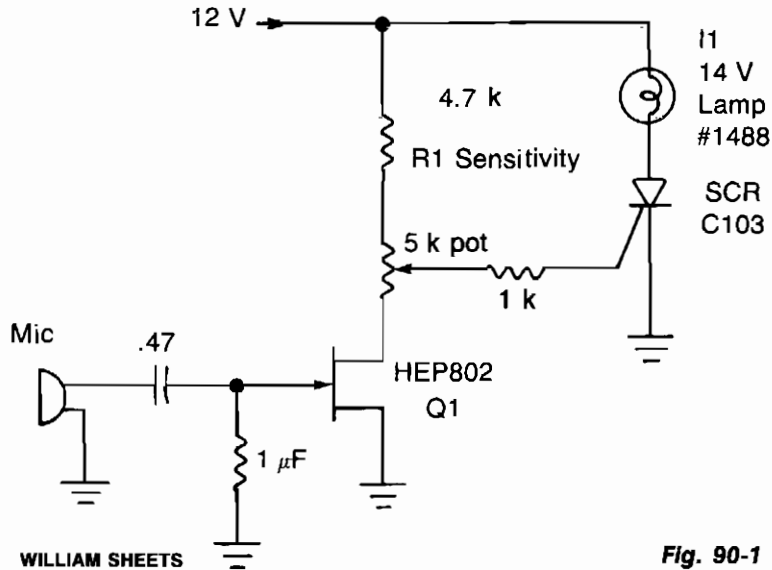 12 V
I1
14 V
Lamp
#1488
4.7 k
R1 Sensitivity
SCR
C103
5 k pot
1 k
Mic
.47
HEP802
Q1
1 μF
WILLIAM SHEETS
Fig. 90-1